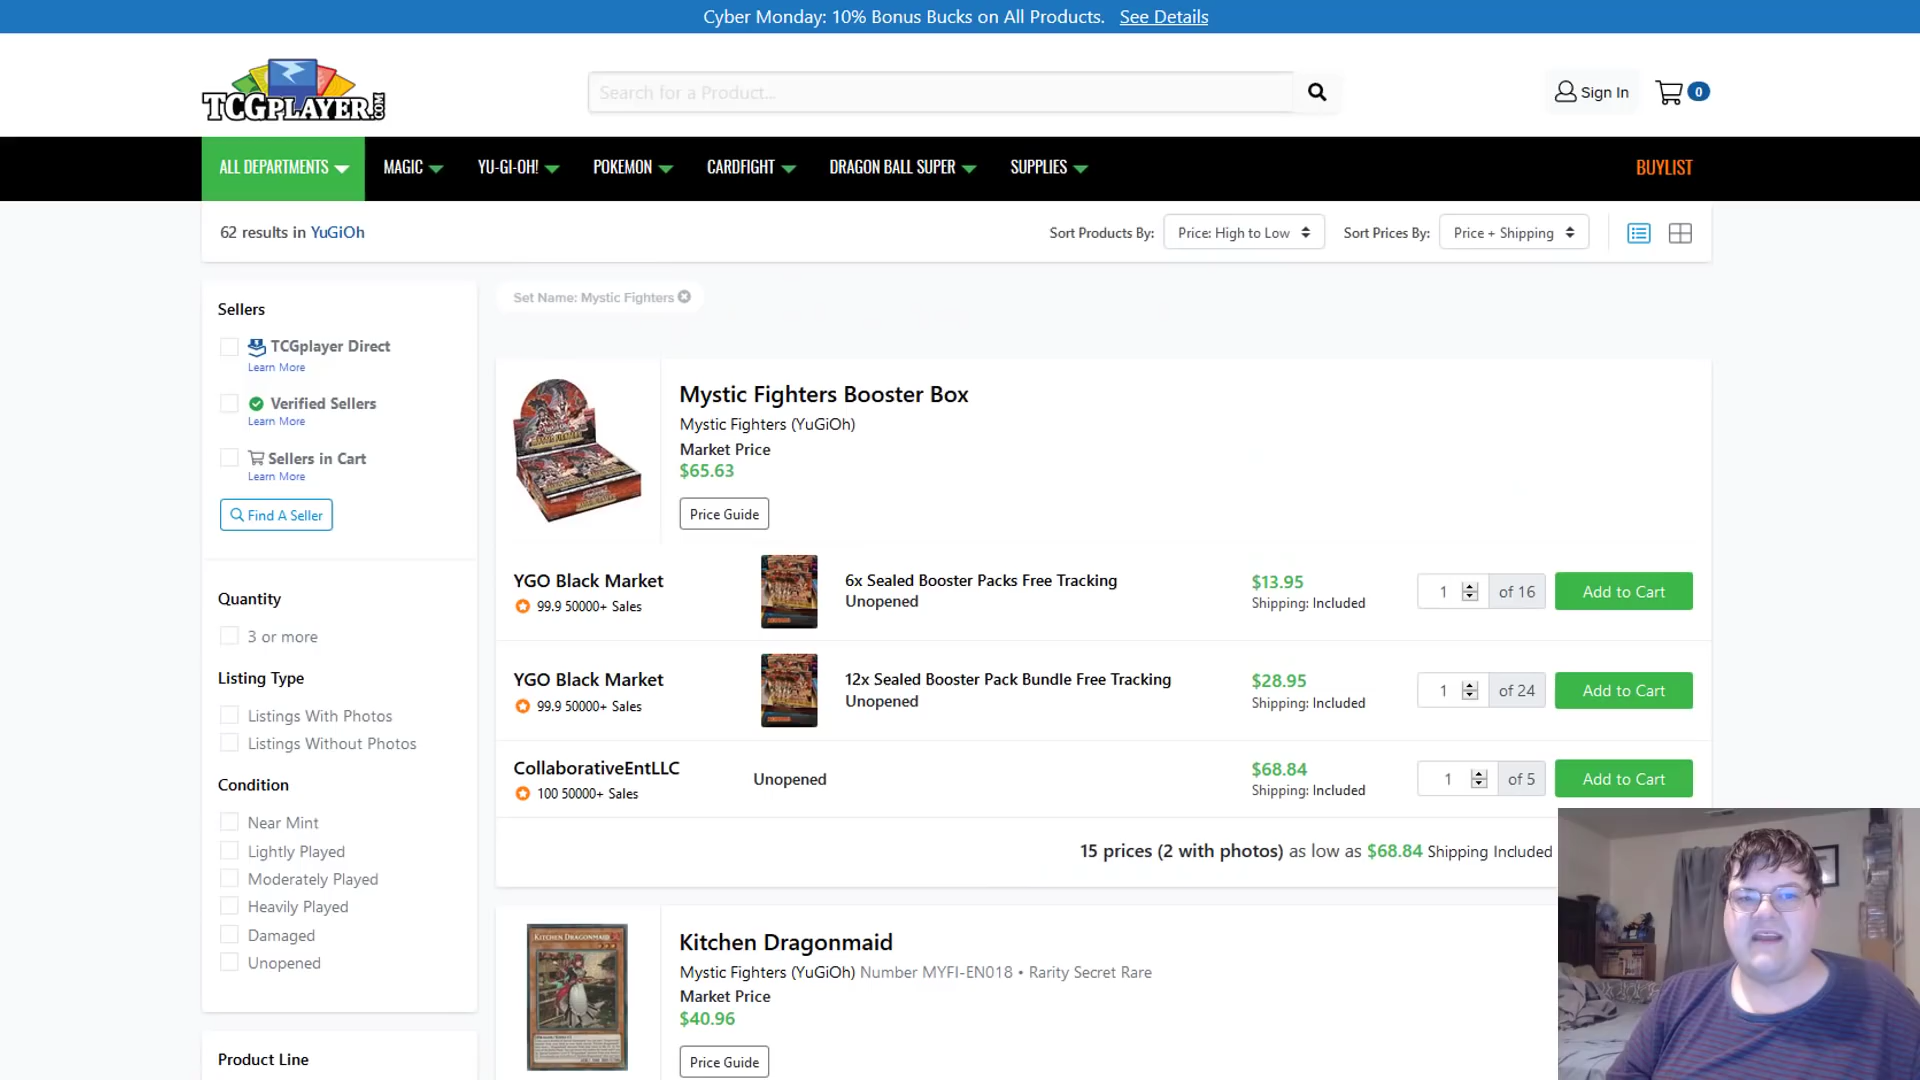 Cyber Monday: 10% Bonus Bucks on All Products. See Details
TCGPLAYER.COM
Search for a Product...
Sign In
0
ALL DEPARTMENTS
MAGIC
YU-GI-OH!
POKEMON
CARDFIGHT
DRAGON BALL SUPER
SUPPLIES
BUYLIST
62 results in YuGiOh
Sort Products By:
Price: High to Low
Sort Prices By:
Price + Shipping
Sellers
TCGplayer Direct
Learn More
Verified Sellers
Learn More
Sellers in Cart
Learn More
Find A Seller
Quantity
3 or more
Listing Type
Listings With Photos
Listings Without Photos
Condition
Near Mint
Lightly Played
Moderately Played
Heavily Played
Damaged
Unopened
Product Line
Set Name: Mystic Fighters
Mystic Fighters Booster Box
Mystic Fighters (YuGiOh)
Market Price
$65.63
Price Guide
YGO Black Market
99.9 50000+ Sales
6x Sealed Booster Packs Free Tracking
Unopened
$13.95
Shipping: Included
1
of 16
Add to Cart
YGO Black Market
99.9 50000+ Sales
12x Sealed Booster Pack Bundle Free Tracking
Unopened
$28.95
Shipping: Included
1
of 24
Add to Cart
CollaborativeEntLLC
100 50000+ Sales
Unopened
$68.84
Shipping: Included
1
of 5
Add to Cart
15 prices (2 with photos) as low as $68.84 Shipping Included
KITCHEN DRAGONMAID
Kitchen Dragonmaid
Mystic Fighters (YuGiOh) Number MYFI-EN018 • Rarity Secret Rare
Market Price
$40.96
Price Guide